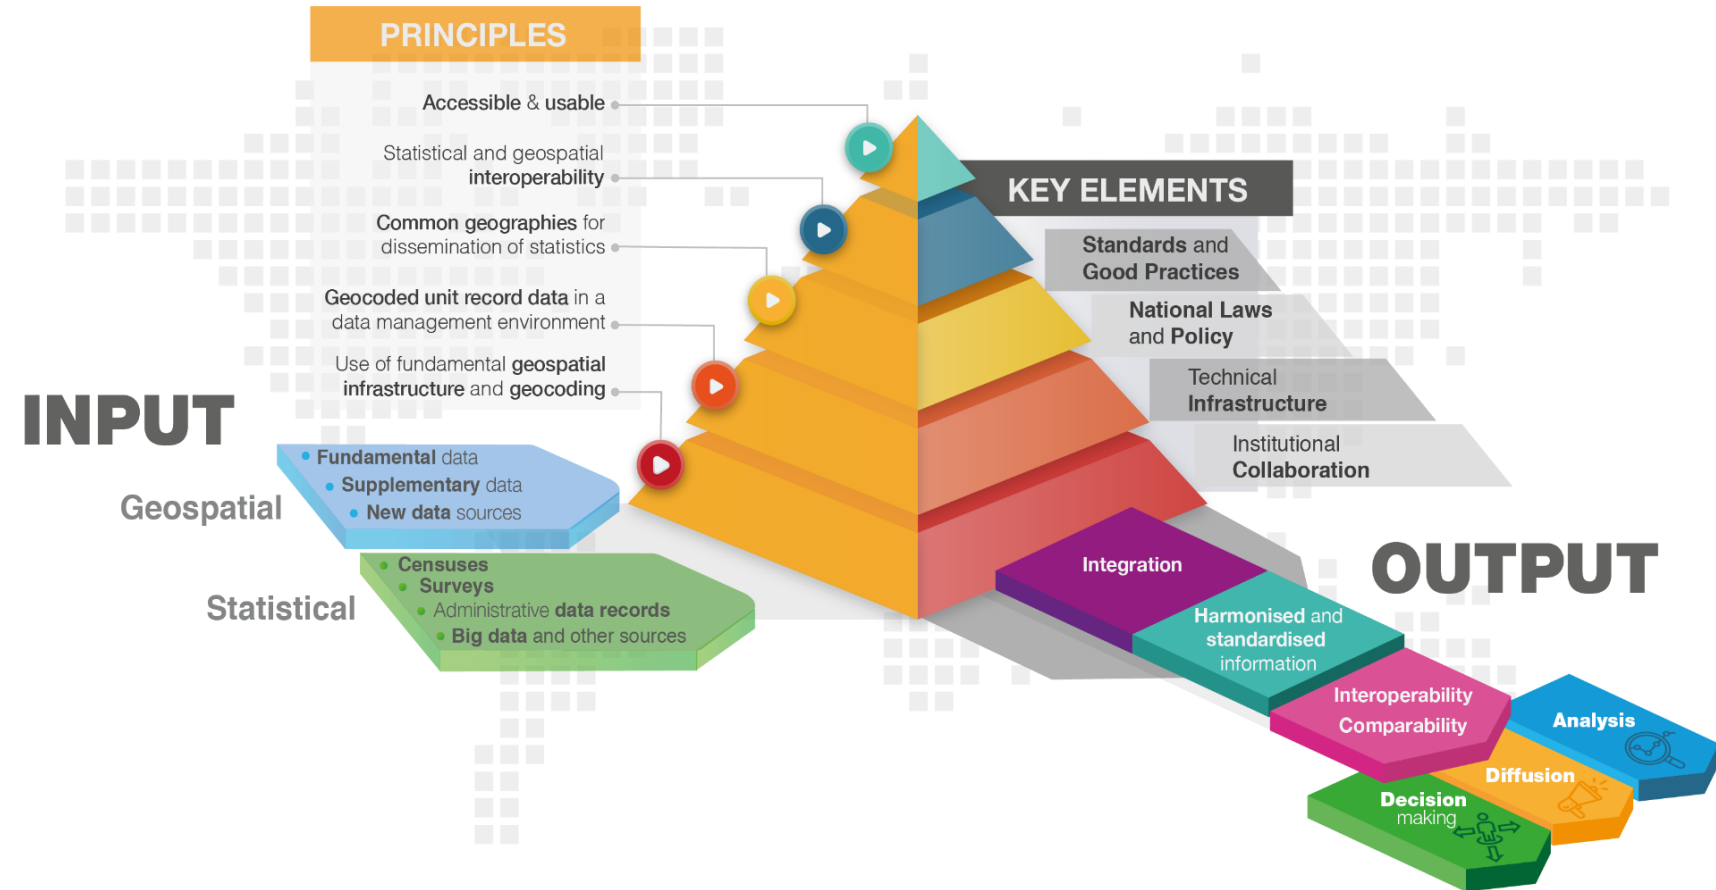 PRINCIPLES
Accessible & usable
Statistical and geospatial
interoperability
Common geographies for
dissemination of statistics
Geocoded unit record data in a
data management environment
Use of fundamental geospatial
infrastructure and geocoding
KEY ELEMENTS
Standards and
Good Practices
National Laws
and Policy
Technical
Infrastructure
Institutional
Collaboration
INPUT
Geospatial
Fundamental data
Supplementary data
New data sources
Statistical
Censuses
Surveys
Administrative data records
Big data and other sources
OUTPUT
Integration
Harmonised and
standardised
information
Interoperability
Comparability
Analysis
Diffusion
Decision
making